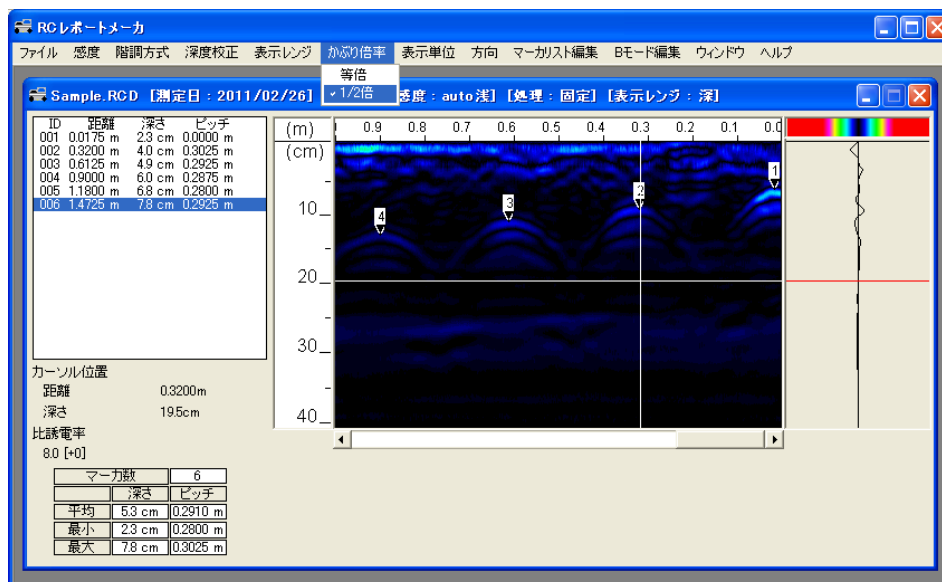 RCレポートメーカ
ファイル 感度 階調方式 深度校正 表示レンジ かぶり倍率 表示単位 方向 マーカリスト編集 Bモード編集 ウィンドウ ヘルプ
等倍
✓ 1/2倍
Sample.RCD [測定日:2011/02/26] 感度:auto浅] [処理:固定] [表示レンジ:深]
ID 距離 深さ ピッチ
001 0.0175 m 2.3 cm 0.0000 m
002 0.3200 m 4.0 cm 0.3025 m
003 0.6125 m 4.9 cm 0.2925 m
004 0.9000 m 6.0 cm 0.2875 m
005 1.1800 m 6.8 cm 0.2800 m
006 1.4725 m 7.8 cm 0.2925 m
(m) 0.9 0.8 0.7 0.6 0.5 0.4 0.3 0.2 0.1 0.0
(cm)
10
20
30
40
1
2
3
4
カーソル位置
距離 0.3200m
深さ 19.5cm
比誘電率
8.0 [+0]
マーカ数 6
深さ ピッチ
平均 5.3 cm 0.2910 m
最小 2.3 cm 0.2800 m
最大 7.8 cm 0.3025 m